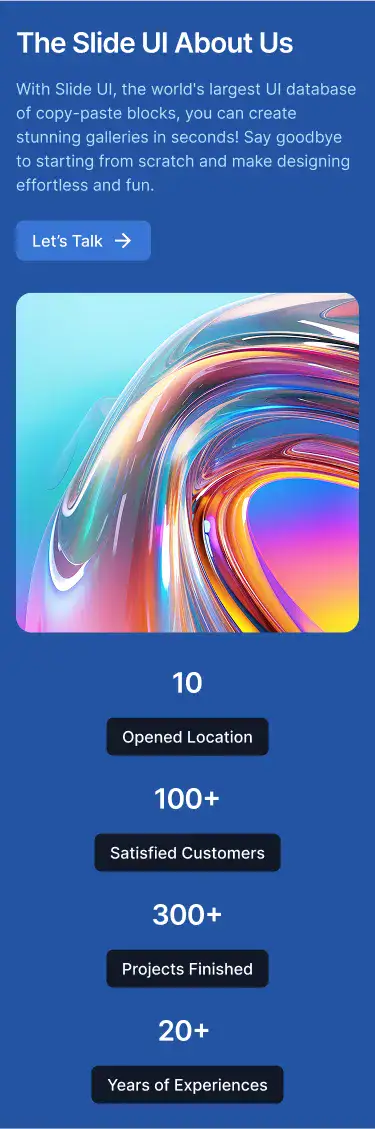 The Slide UI About Us
With Slide UI, the world's largest UI database
of copy-paste blocks, you can create
stunning galleries in seconds! Say goodbye
to starting from scratch and make designing
effortless and fun.
Let’s Talk
10
Opened Location
100+
Satisfied Customers
300+
Projects Finished
20+
Years of Experiences